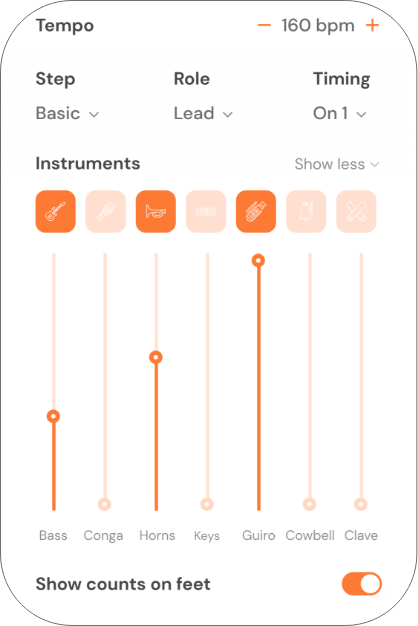 Tempo − 160 bpm +
Step Role Timing
Basic Lead On 1
Instruments Show less
Bass Conga Horns Keys Guiro Cowbell Clave
Show counts on feet